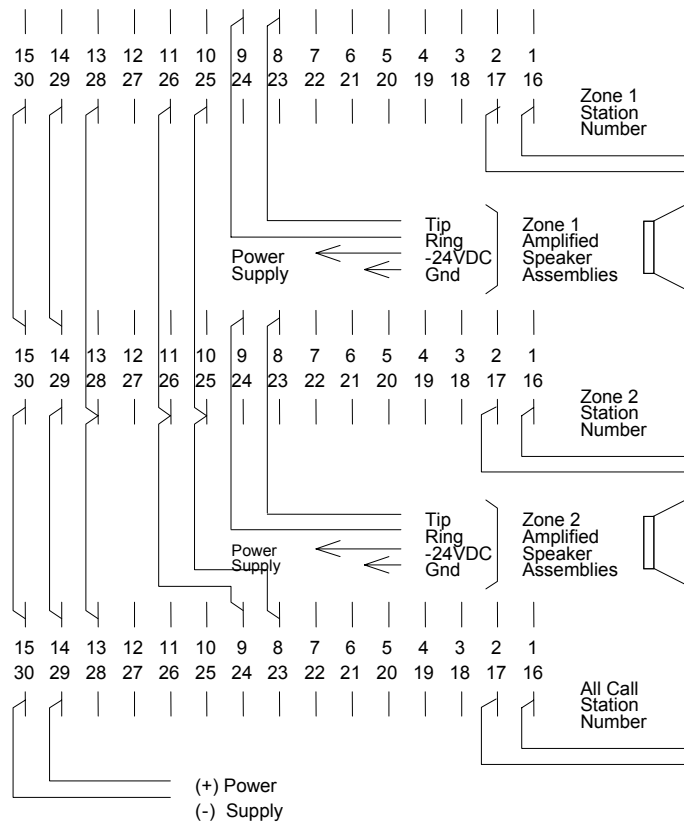 15 14 13 12 11 10 9 8 7 6 5 4 3 2 1
30 29 28 27 26 25 24 23 22 21 20 19 18 17 16
Zone 1
Station
Number
Tip
Ring
-24VDC
Gnd
Power
Supply
Zone 1
Amplified
Speaker
Assemblies
15 14 13 12 11 10 9 8 7 6 5 4 3 2 1
30 29 28 27 26 25 24 23 22 21 20 19 18 17 16
Zone 2
Station
Number
Tip
Ring
-24VDC
Gnd
Power
Supply
Zone 2
Amplified
Speaker
Assemblies
15 14 13 12 11 10 9 8 7 6 5 4 3 2 1
30 29 28 27 26 25 24 23 22 21 20 19 18 17 16
All Call
Station
Number
(+) Power
(-) Supply